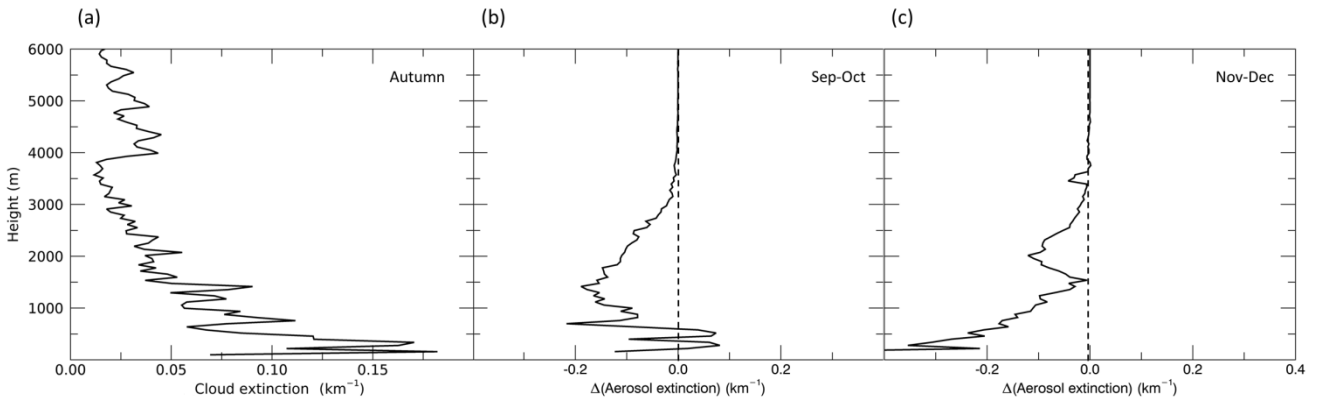 (a)
(b)
(c)
6000
5000
4000
3000
2000
1000
Height (m)
Autumn
Sep-Oct
Nov-Dec
0.00
0.05
0.10
0.15
-0.2
0.0
0.2
-0.2
0.0
0.2
0.4
Cloud extinction (km⁻¹)
Δ(Aerosol extinction) (km⁻¹)
Δ(Aerosol extinction) (km⁻¹)